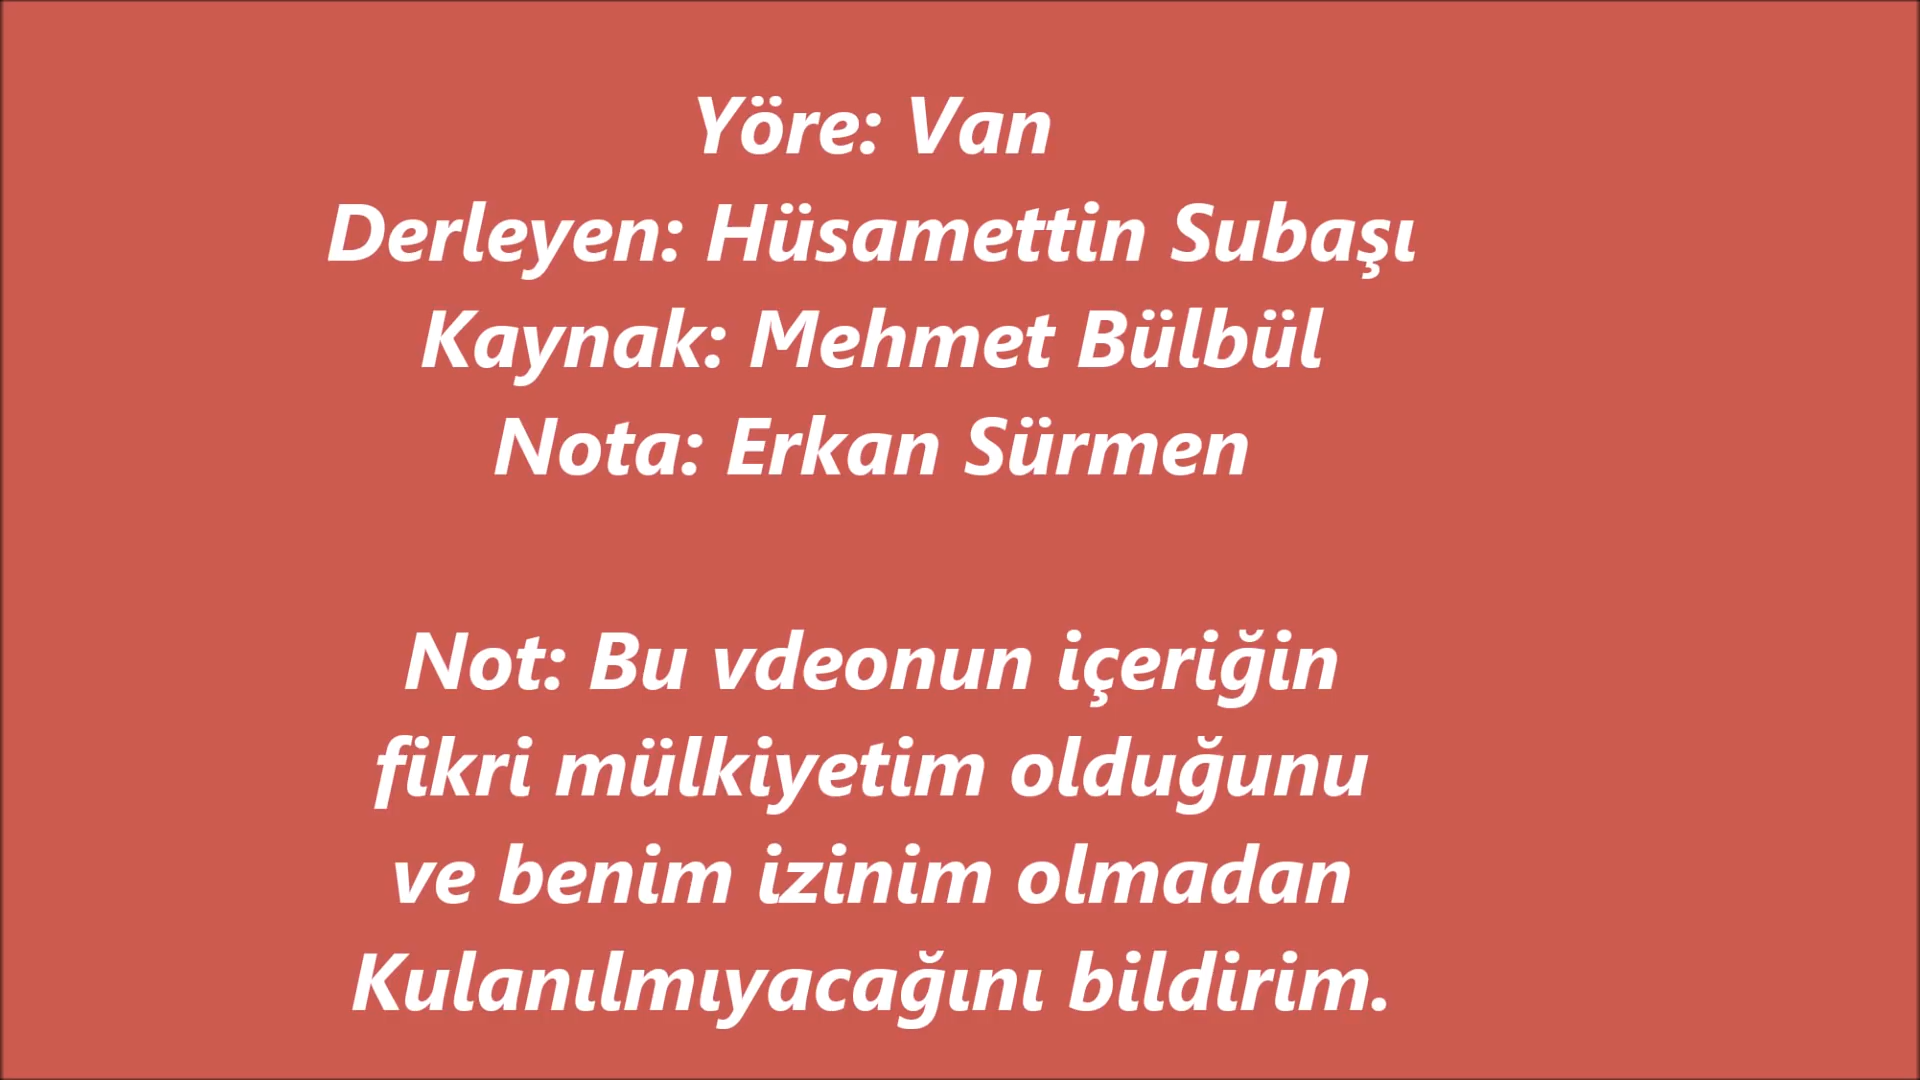 Yöre: Van
Derleyen: Hüsamettin Subaşı
Kaynak: Mehmet Bülbül
Nota: Erkan Sürmen
Not: Bu vdeonun içeriğin
fikri mülkiyetim olduğunu
ve benim izinim olmadan
Kulanılmıyacağını bildirim.